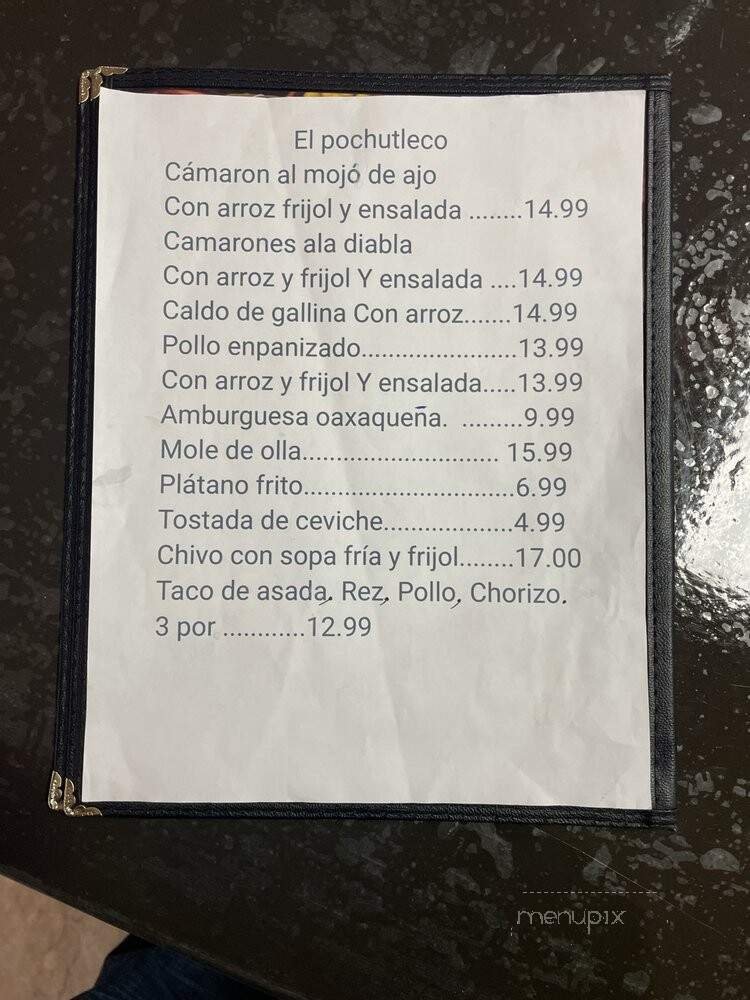 El pochutleco
Cámaron al mojó de ajo
Con arroz frijol y ensalada ........14.99
Camarones ala diabla
Con arroz y frijol Y ensalada ....14.99
Caldo de gallina Con arroz.......14.99
Pollo enpanizado.......................13.99
Con arroz y frijol Y ensalada.....13.99
Amburguesa oaxaqueña. .........9.99
Mole de olla............................. 15.99
Plátano frito...............................6.99
Tostada de ceviche...................4.99
Chivo con sopa fría y frijol........17.00
Taco de asada, Rez, Pollo, Chorizo.
3 por ............12.99
menupix